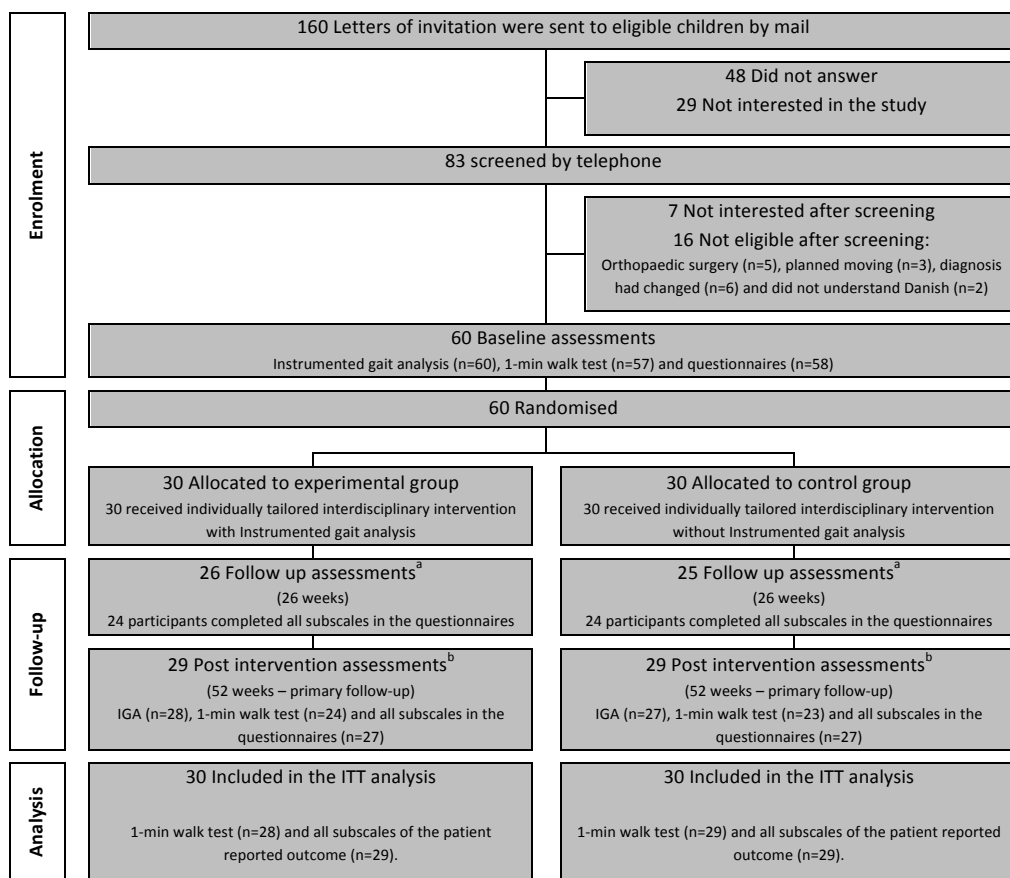 Enrolment
160 Letters of invitation were sent to eligible children by mail
48 Did not answer
29 Not interested in the study
83 screened by telephone
7 Not interested after screening
16 Not eligible after screening:
Orthopaedic surgery (n=5), planned moving (n=3), diagnosis
had changed (n=6) and did not understand Danish (n=2)
60 Baseline assessments
Instrumented gait analysis (n=60), 1-min walk test (n=57) and questionnaires (n=58)
Allocation
60 Randomised
30 Allocated to experimental group
30 received individually tailored interdisciplinary intervention
with Instrumented gait analysis
30 Allocated to control group
30 received individually tailored interdisciplinary intervention
without Instrumented gait analysis
Follow-up
26 Follow up assessmentsᵃ
(26 weeks)
24 participants completed all subscales in the questionnaires
25 Follow up assessmentsᵃ
(26 weeks)
24 participants completed all subscales in the questionnaires
29 Post intervention assessmentsᵇ
(52 weeks – primary follow-up)
IGA (n=28), 1-min walk test (n=24) and all subscales in the
questionnaires (n=27)
29 Post intervention assessmentsᵇ
(52 weeks – primary follow-up)
IGA (n=27), 1-min walk test (n=23) and all subscales in the
questionnaires (n=27)
Analysis
30 Included in the ITT analysis
1-min walk test (n=28) and all subscales of the patient
reported outcome (n=29).
30 Included in the ITT analysis
1-min walk test (n=29) and all subscales of the patient reported
outcome (n=29).